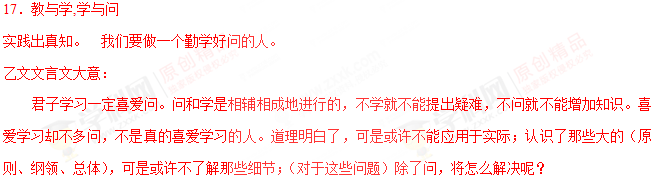 17．教与学,学与问
实践出真知。 我们要做一个勤学好问的人。
乙文文言文大意：
君子学习一定喜爱问。问和学是相辅相成地进行的，不学就不能提出疑难，不问就不能增加知识。喜
爱学习却不多问，不是真的喜爱学习的人。道理明白了，可是或许不能应用于实际；认识了那些大的（原
则、纲领、总体），可是或许不了解那些细节；（对于这些问题）除了问，将怎么解决呢？